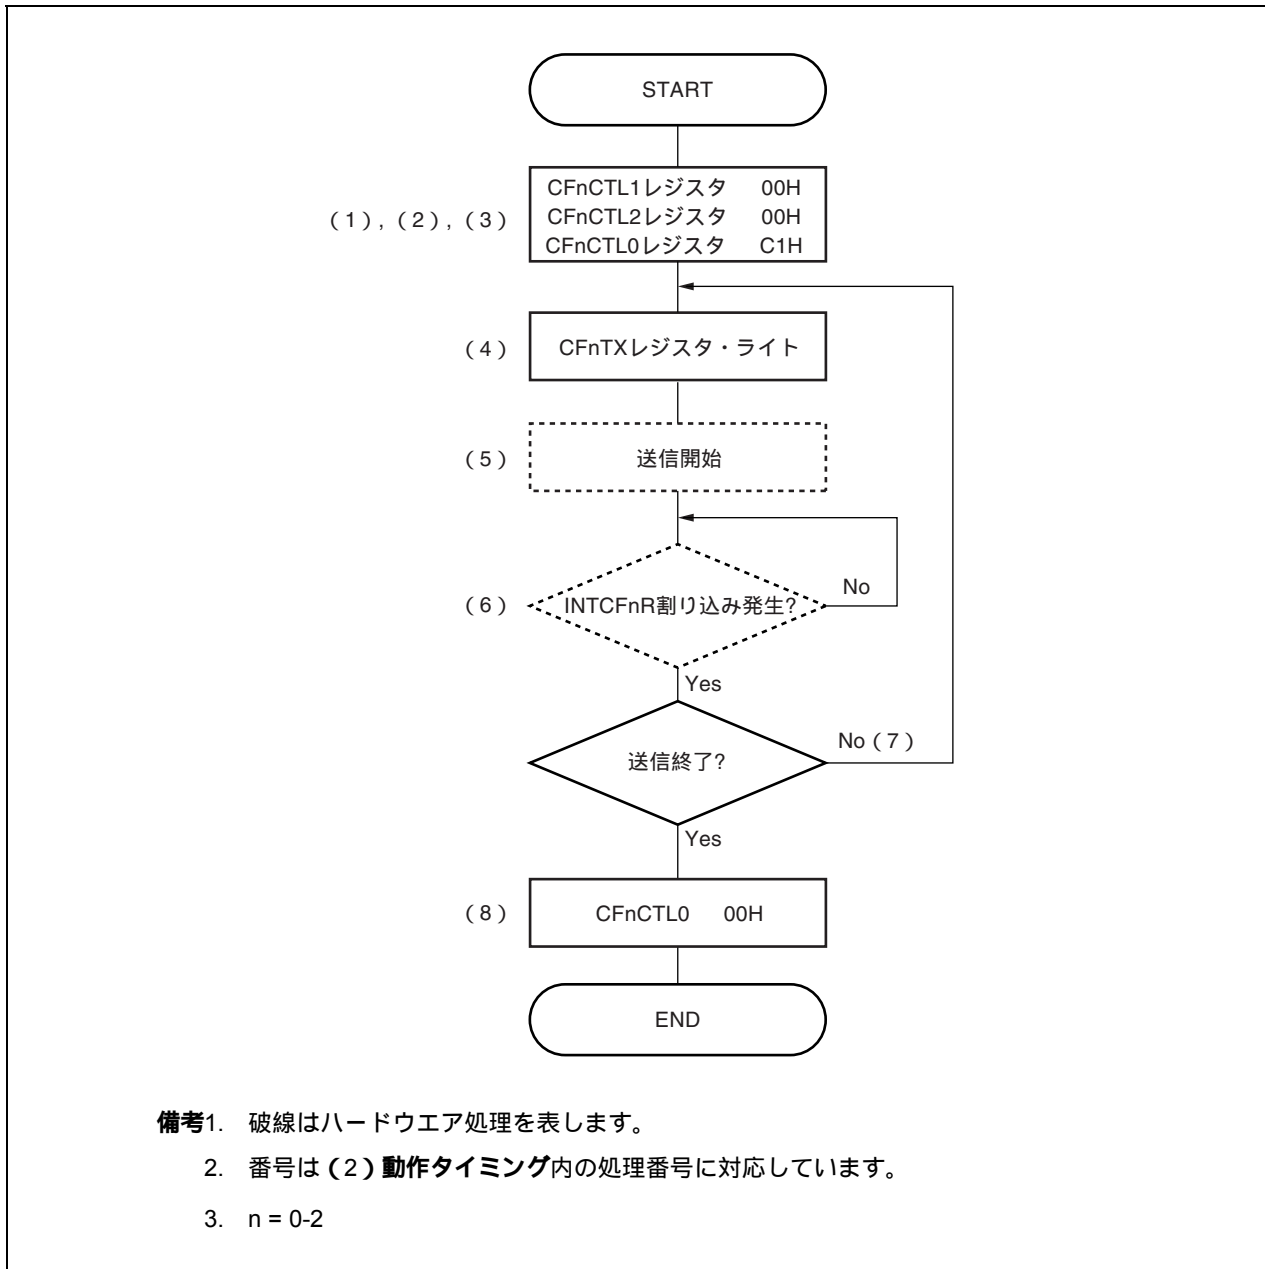 START
CFnCTL1レジスタ 00H
CFnCTL2レジスタ 00H
CFnCTL0レジスタ C1H
（1），（2），（3）
（4）
CFnTXレジスタ・ライト
（5）
送信開始
（6）
INTCFnR割り込み発生?
No
Yes
送信終了?
No（7）
Yes
（8）
CFnCTL0 00H
END
備考1. 破線はハードウエア処理を表します。
2. 番号は（2）動作タイミング内の処理番号に対応しています。
3. n = 0-2